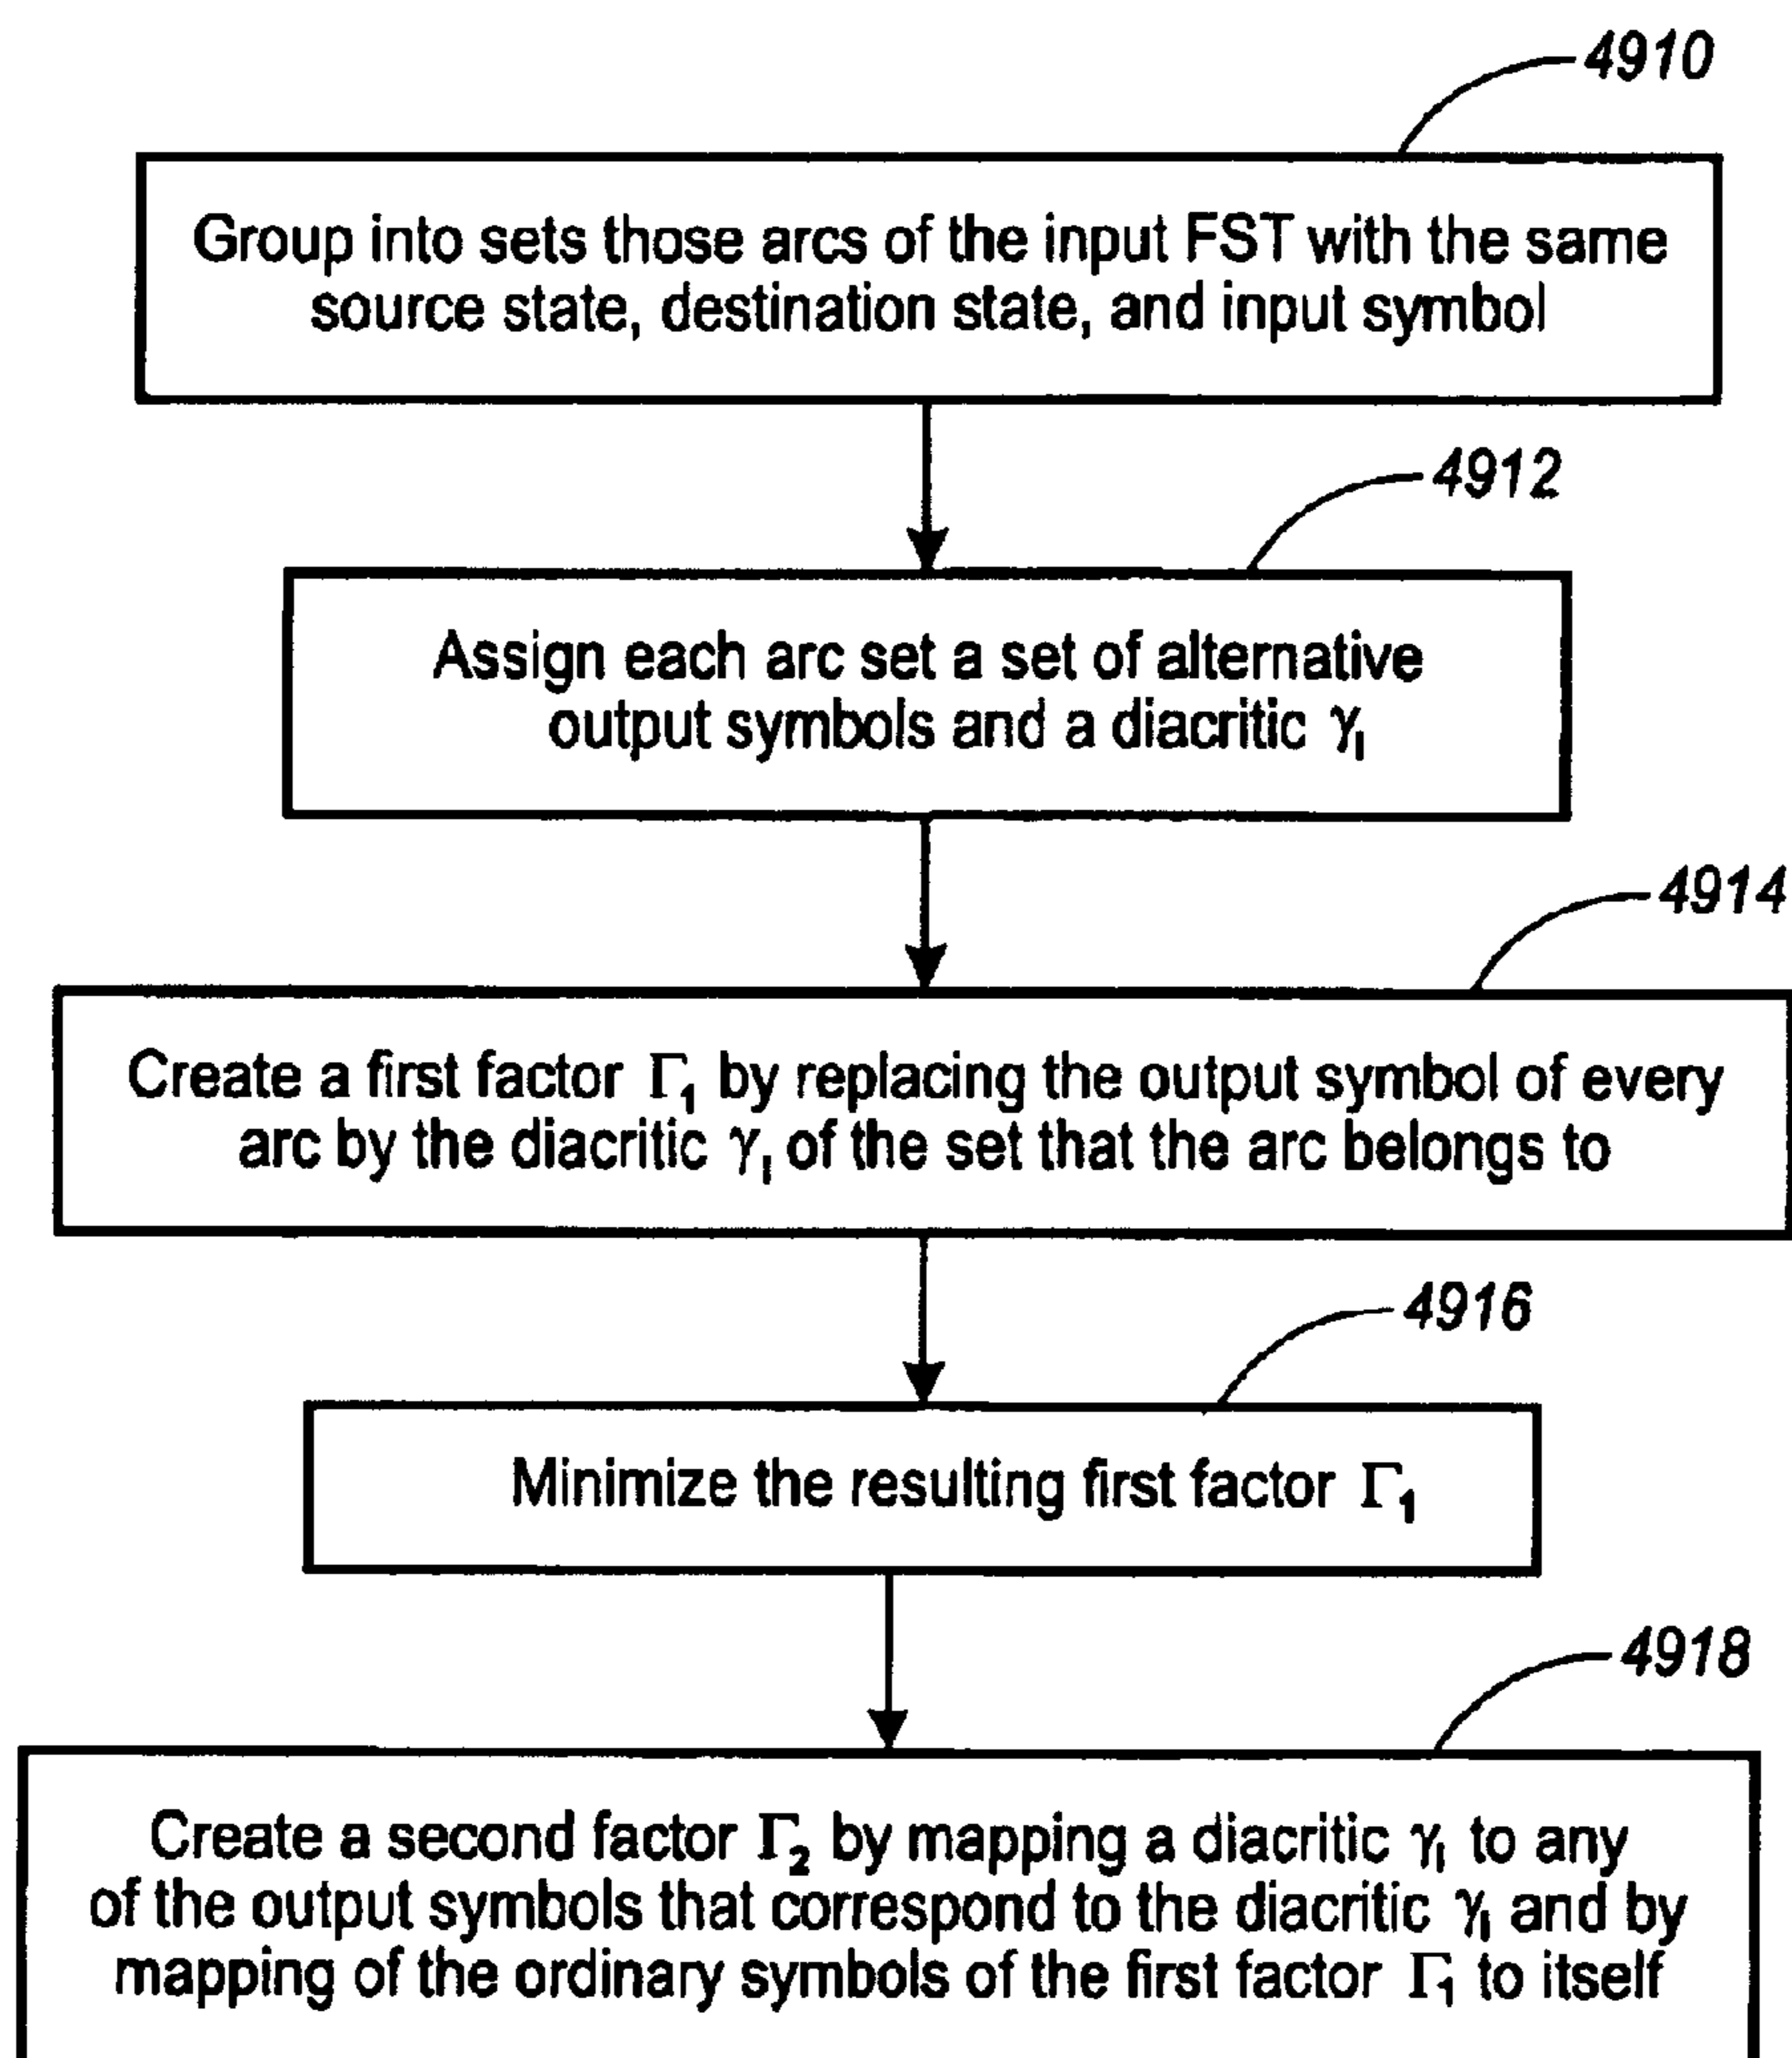 4910
Group into sets those arcs of the input FST with the same
source state, destination state, and input symbol
4912
Assign each arc set a set of alternative
output symbols and a diacritic γᵢ
4914
Create a first factor Γ₁ by replacing the output symbol of every
arc by the diacritic γᵢ of the set that the arc belongs to
4916
Minimize the resulting first factor Γ₁
4918
Create a second factor Γ₂ by mapping a diacritic γᵢ to any
of the output symbols that correspond to the diacritic γᵢ and by
mapping of the ordinary symbols of the first factor Γ₁ to itself